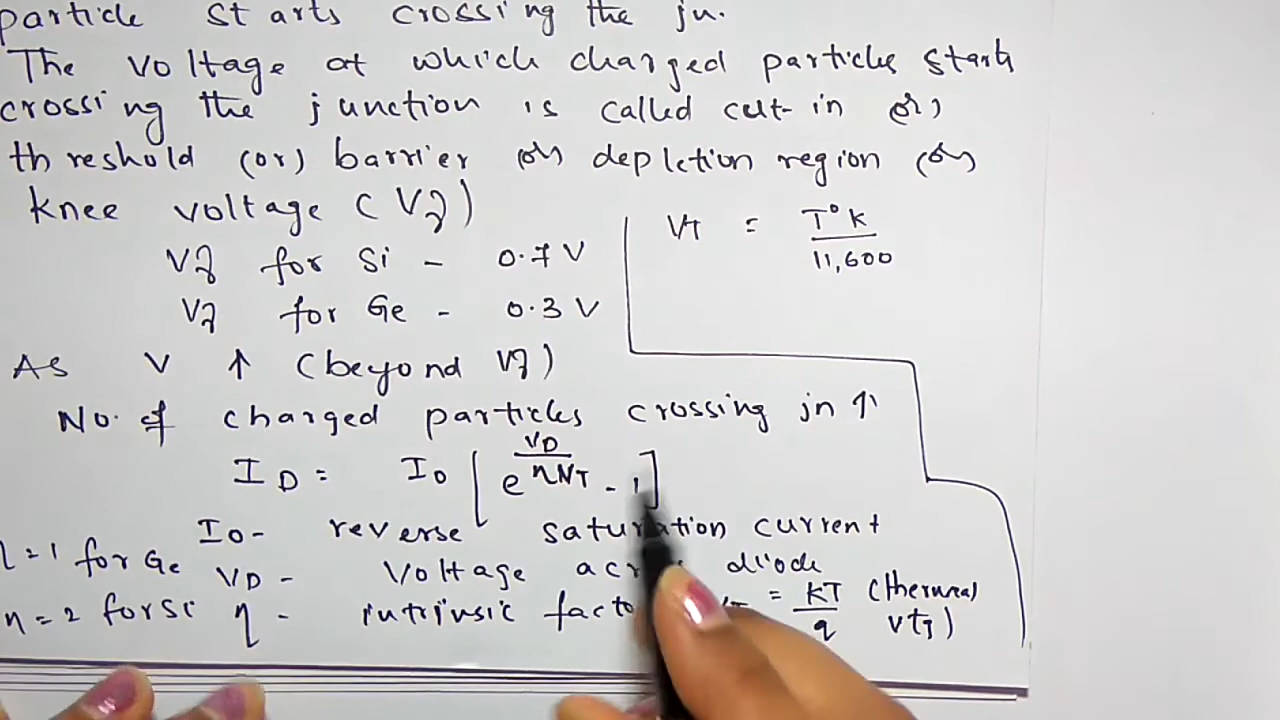 particle starts crossing the jn.
The voltage at which charged particles starts
crossing the junction is called cut-in (or)
threshold (or) barrier (or) depletion region (or)
knee voltage (Vγ)
Vγ for Si - 0.7 V
Vγ for Ge - 0.3 V
VT = T°K / 11,600
As V ↑ (beyond Vγ)
No. of charged particles crossing jn ↑
ID = I0 [ e^(VD/ηVT) - 1 ]
I0 - reverse saturation current
η=1 for Ge
VD - Voltage across diode
η=2 for Si
η - intrinsic factor
= KT/q (thermal vtg)